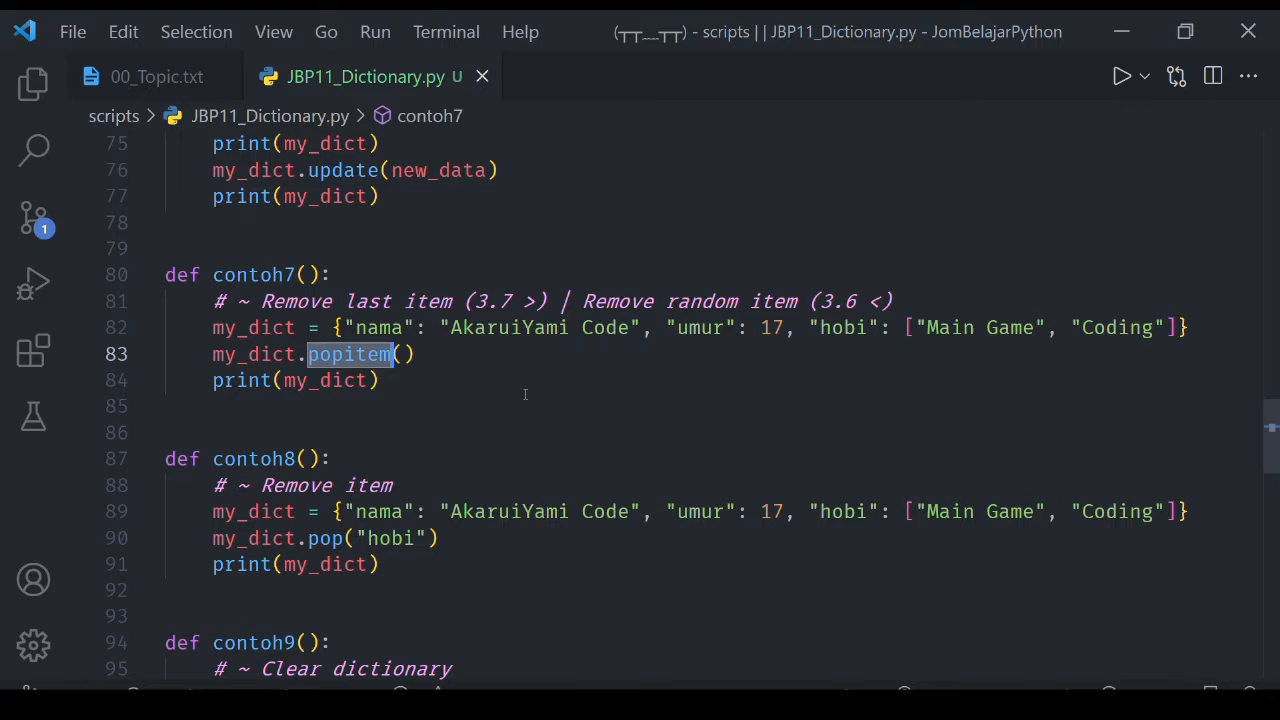 File Edit Selection View Go Run Terminal Help (┬┬﹏┬┬) - scripts | | JBP11_Dictionary.py - JomBelajarPython
00_Topic.txt JBP11_Dictionary.py U
scripts > JBP11_Dictionary.py > contoh7
75 print(my_dict)
76 my_dict.update(new_data)
77 print(my_dict)
78
79
80 def contoh7():
81 # ~ Remove last item (3.7 >) | Remove random item (3.6 <)
82 my_dict = {"nama": "AkaruiYami Code", "umur": 17, "hobi": ["Main Game", "Coding"]}
83 my_dict.popitem()
84 print(my_dict)
85
86
87 def contoh8():
88 # ~ Remove item
89 my_dict = {"nama": "AkaruiYami Code", "umur": 17, "hobi": ["Main Game", "Coding"]}
90 my_dict.pop("hobi")
91 print(my_dict)
92
93
94 def contoh9():
95 # ~ Clear dictionary
1